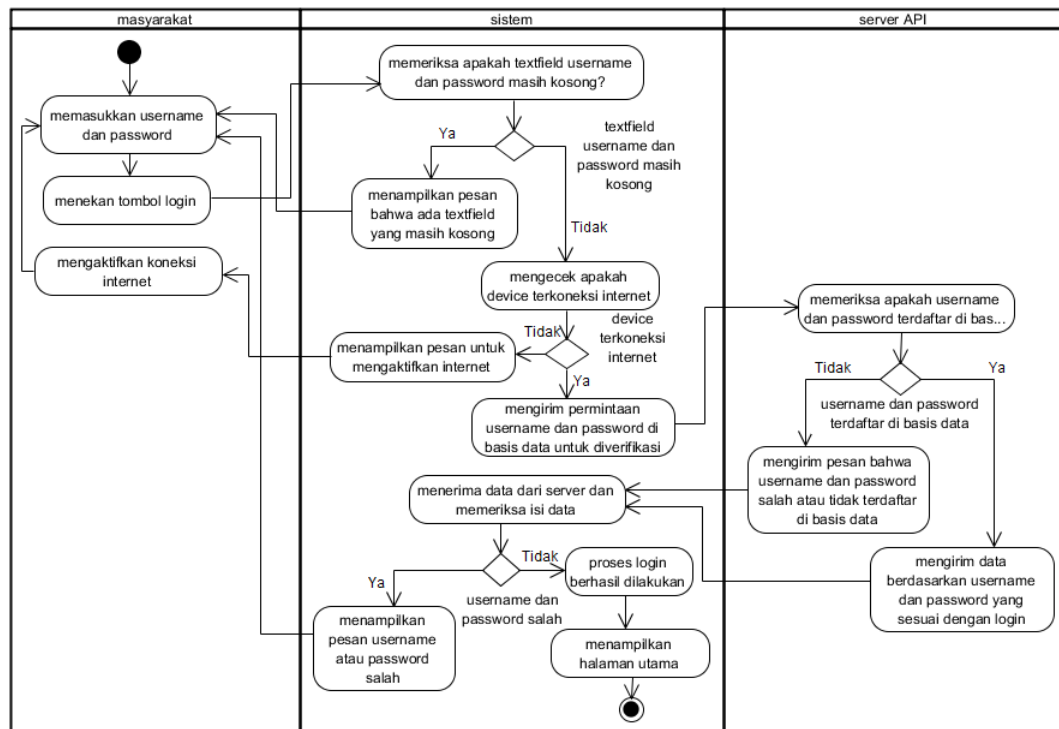 masyarakat
sistem
server API
memasukkan username
dan password
menekan tombol login
mengaktifkan koneksi
internet
memeriksa apakah textfield username
dan password masih kosong?
Ya
textfield
username dan
password masih
kosong
menampilkan pesan
bahwa ada textfield
yang masih kosong
Tidak
mengecek apakah
device terkoneksi internet
Tidak
device
terkoneksi
internet
menampilkan pesan untuk
mengaktifkan internet
Ya
mengirim permintaan
username dan password di
basis data untuk diverifikasi
memeriksa apakah username
dan password terdaftar di bas...
Tidak
Ya
username dan password
terdaftar di basis data
mengirim pesan bahwa
username dan password
salah atau tidak terdaftar
di basis data
mengirim data
berdasarkan username
dan password yang
sesuai dengan login
menerima data dari server dan
memeriksa isi data
Tidak
Ya
username dan
password salah
proses login
berhasil dilakukan
menampilkan
pesan username
atau password
salah
menampilkan
halaman utama